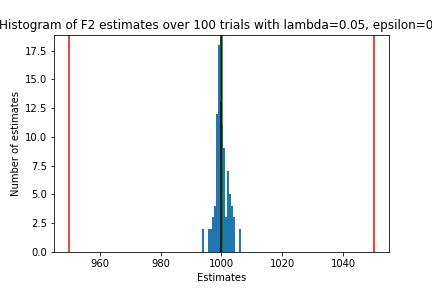 Histogram of F2 estimates over 100 trials with lambda=0.05, epsilon=0
17.5
15.0
12.5
10.0
7.5
5.0
2.5
0.0
Number of estimates
960 980 1000 1020 1040
Estimates